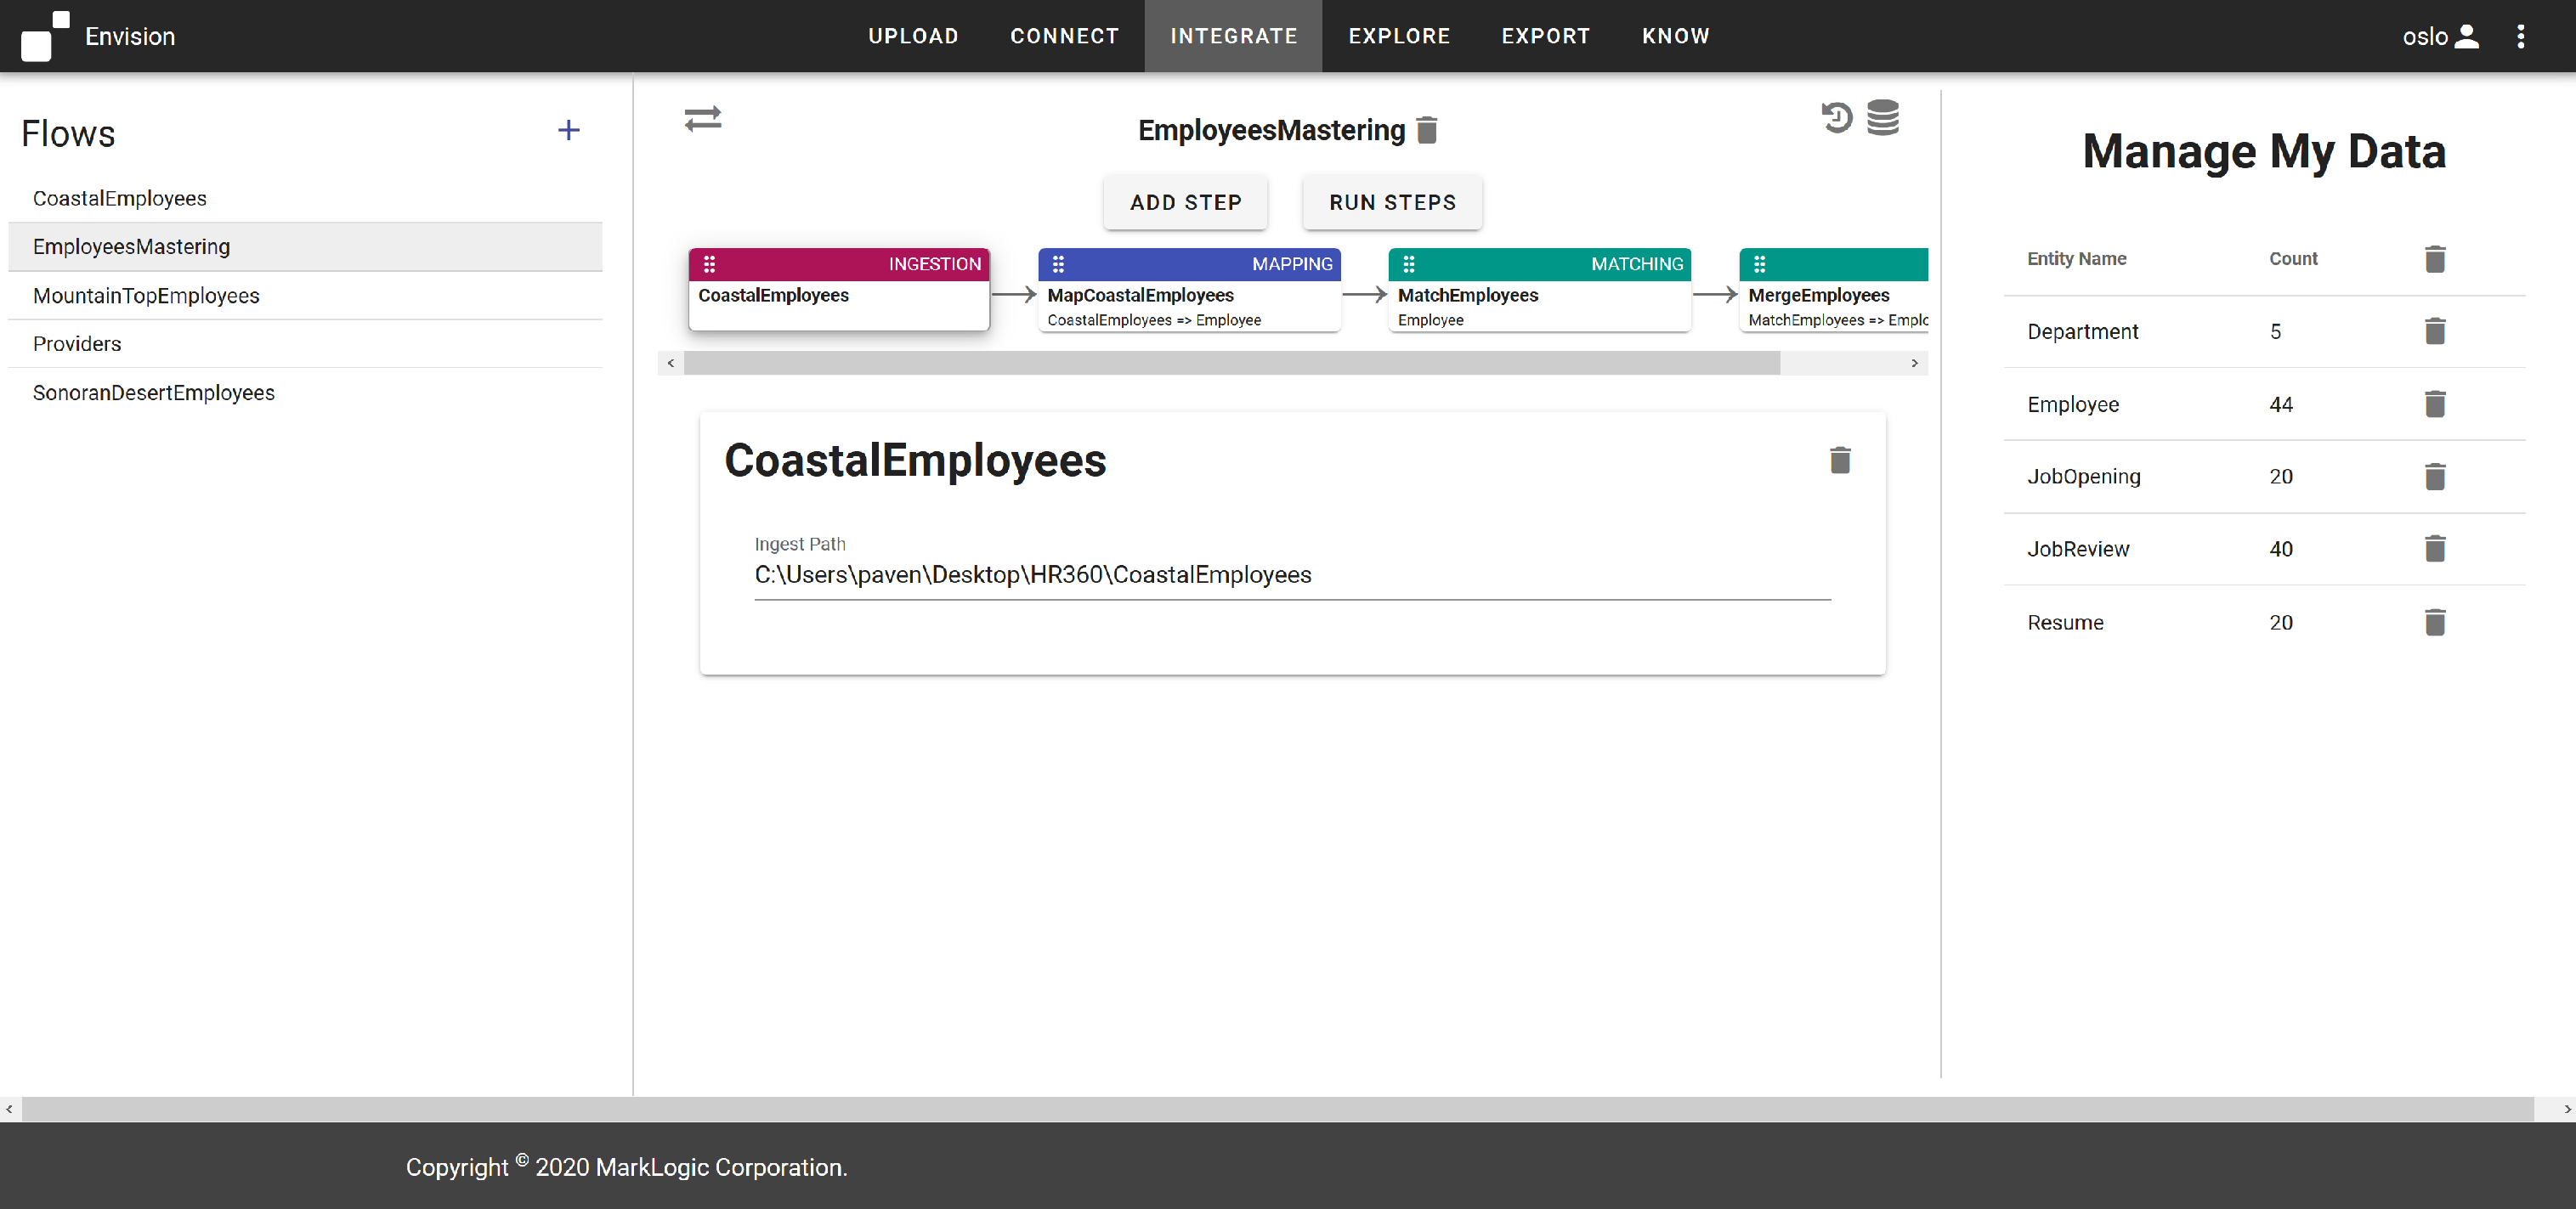 Envision
UPLOAD CONNECT INTEGRATE EXPLORE EXPORT KNOW
oslo
Flows
CoastalEmployees
EmployeesMastering
MountainTopEmployees
Providers
SonoranDesertEmployees
EmployeesMastering
ADD STEP RUN STEPS
INGESTION
CoastalEmployees
MAPPING
MapCoastalEmployees
CoastalEmployees => Employee
MATCHING
MatchEmployees
Employee
MergeEmployees
MatchEmployees => Emplo
CoastalEmployees
Ingest Path
C:\Users\paven\Desktop\HR360\CoastalEmployees
Manage My Data
Entity Name Count
Department 5
Employee 44
JobOpening 20
JobReview 40
Resume 20
Copyright © 2020 MarkLogic Corporation.